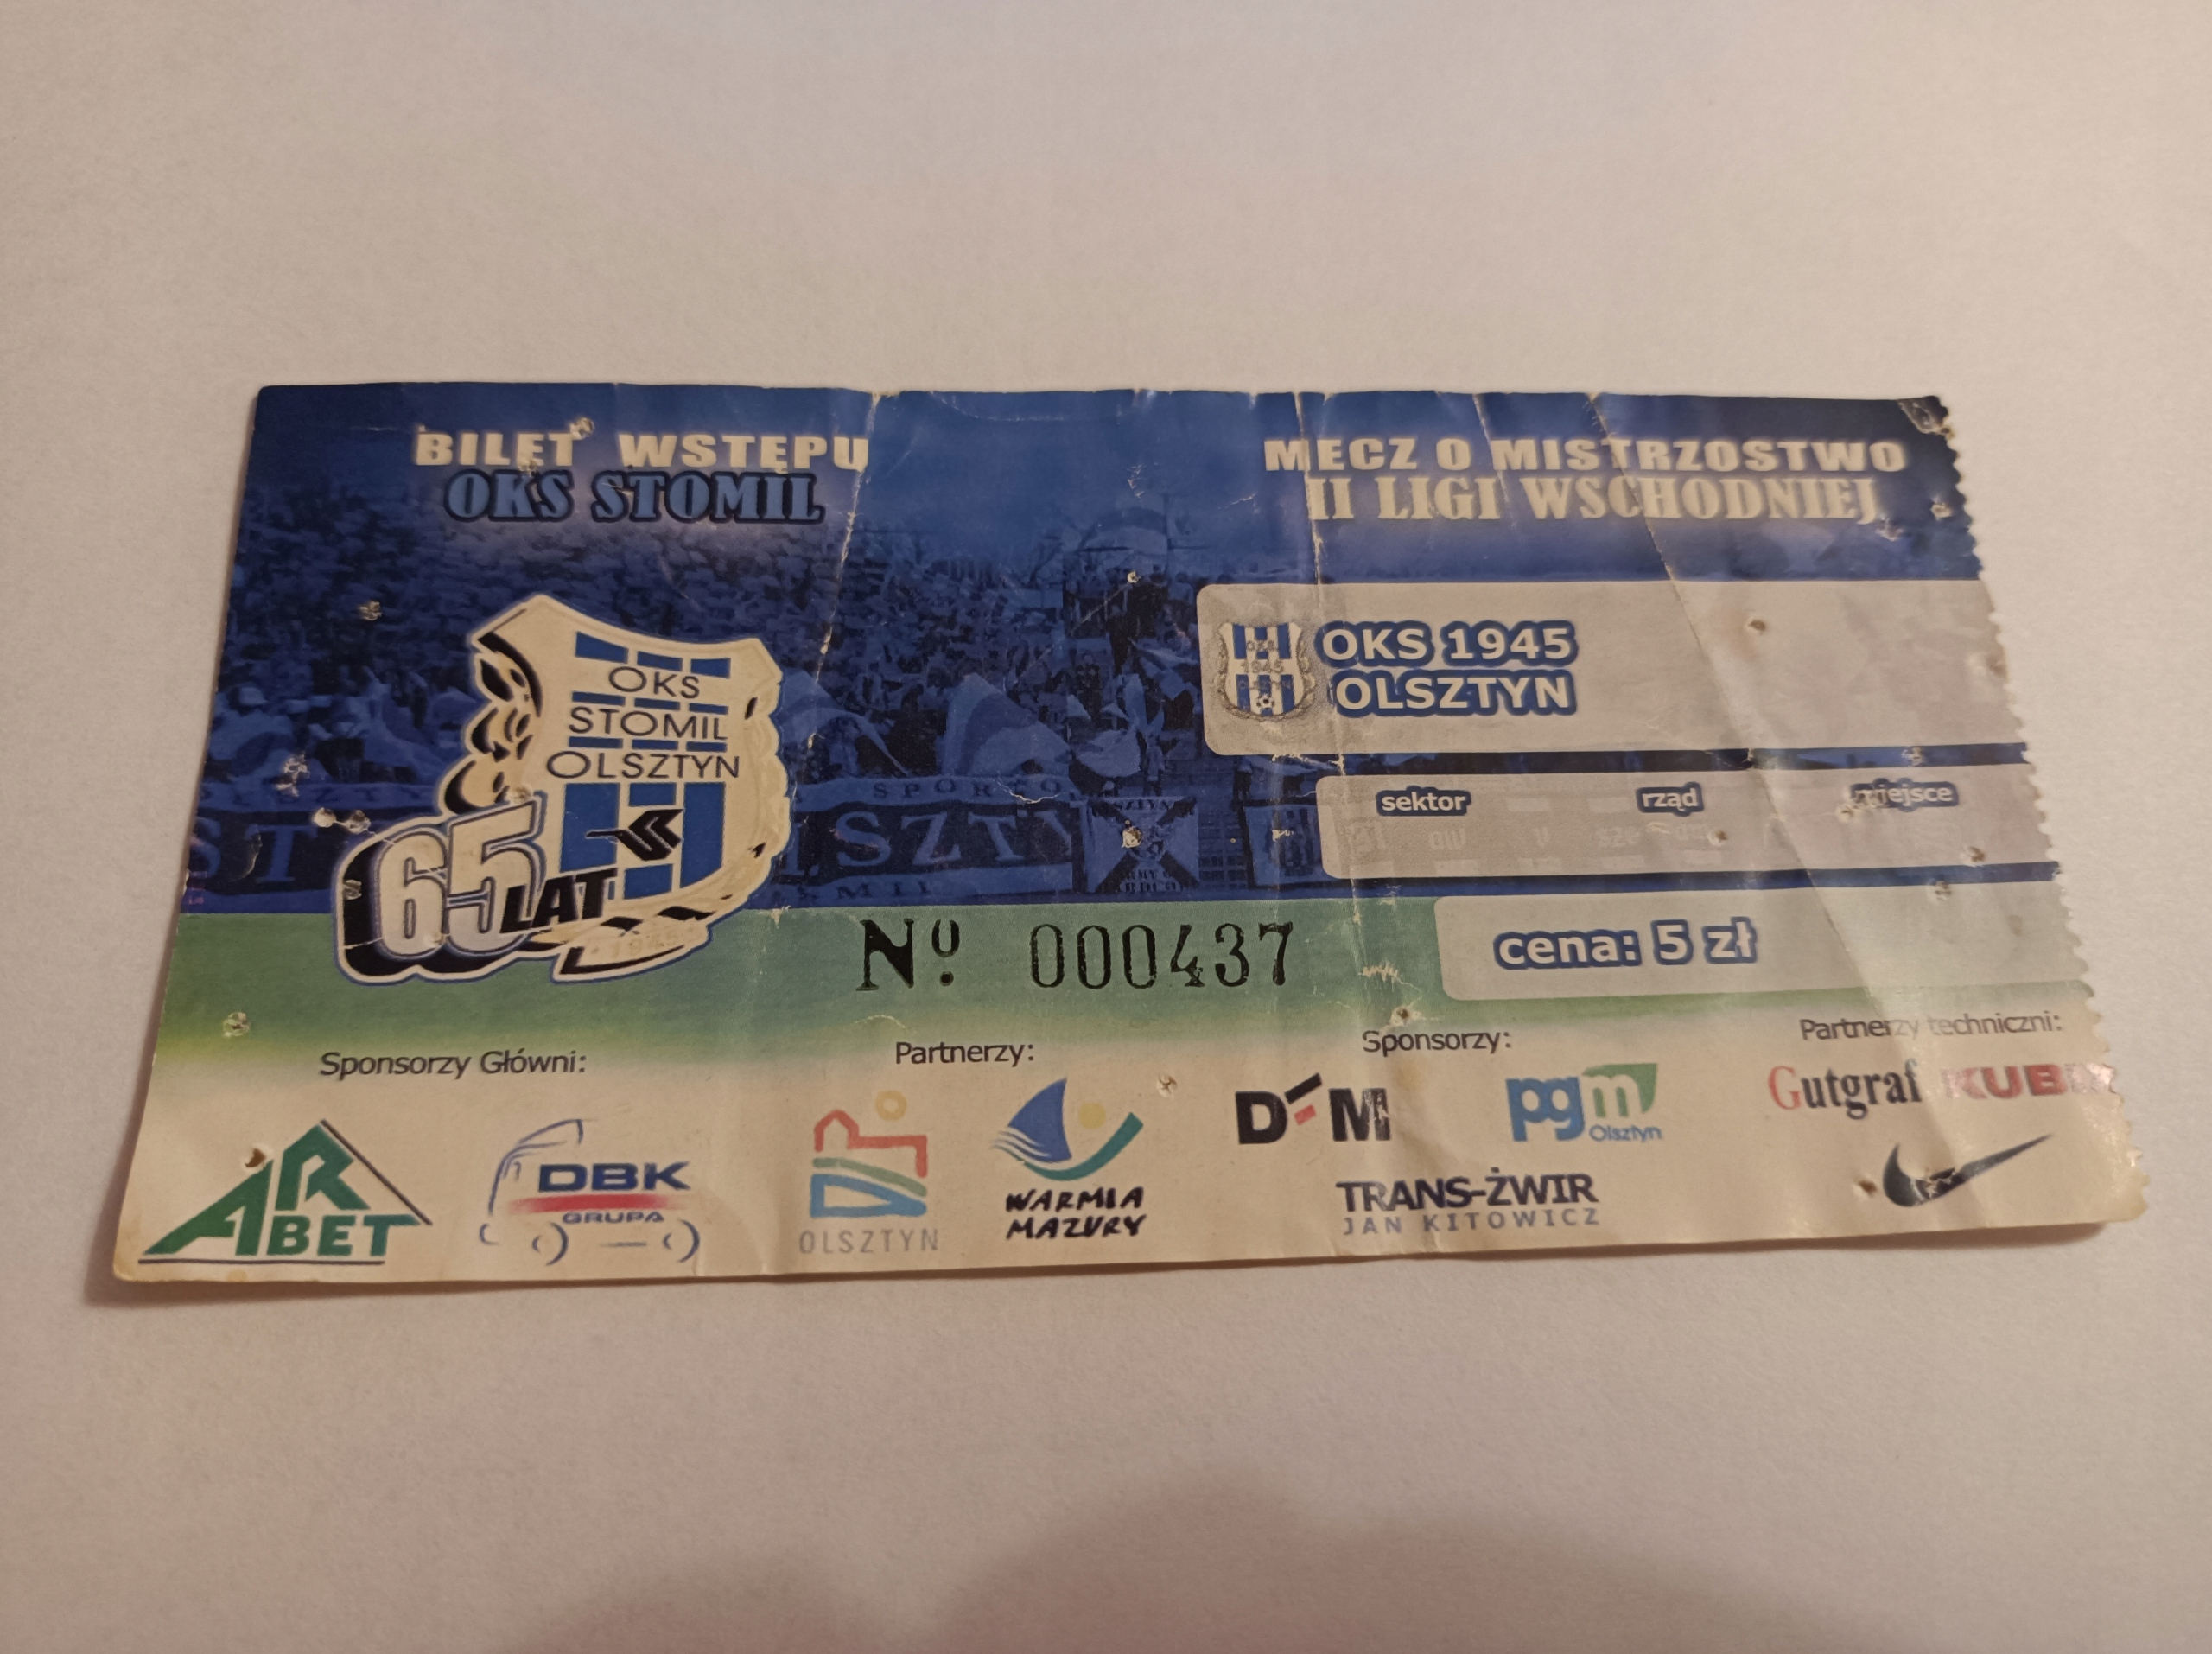 BILET WSTĘPU
OKS STOMIL
MECZ O MISTRZOSTWO
II LIGI WSCHODNIEJ
OKS
STOMIL
OLSZTYN
65 LAT
1945
OKS 1945
OLSZTYN
sektor rząd miejsce
Nº 000437
cena: 5 zł
Sponsorzy Główni:
Partnerzy:
Sponsorzy:
Partnerzy techniczni:
ARBET
DBK
GRUPA
OLSZTYN
WARMIA
MAZURY
DFM
pgm
Olsztyn
TRANS-ŻWIR
JAN KITOWICZ
Gutgraf